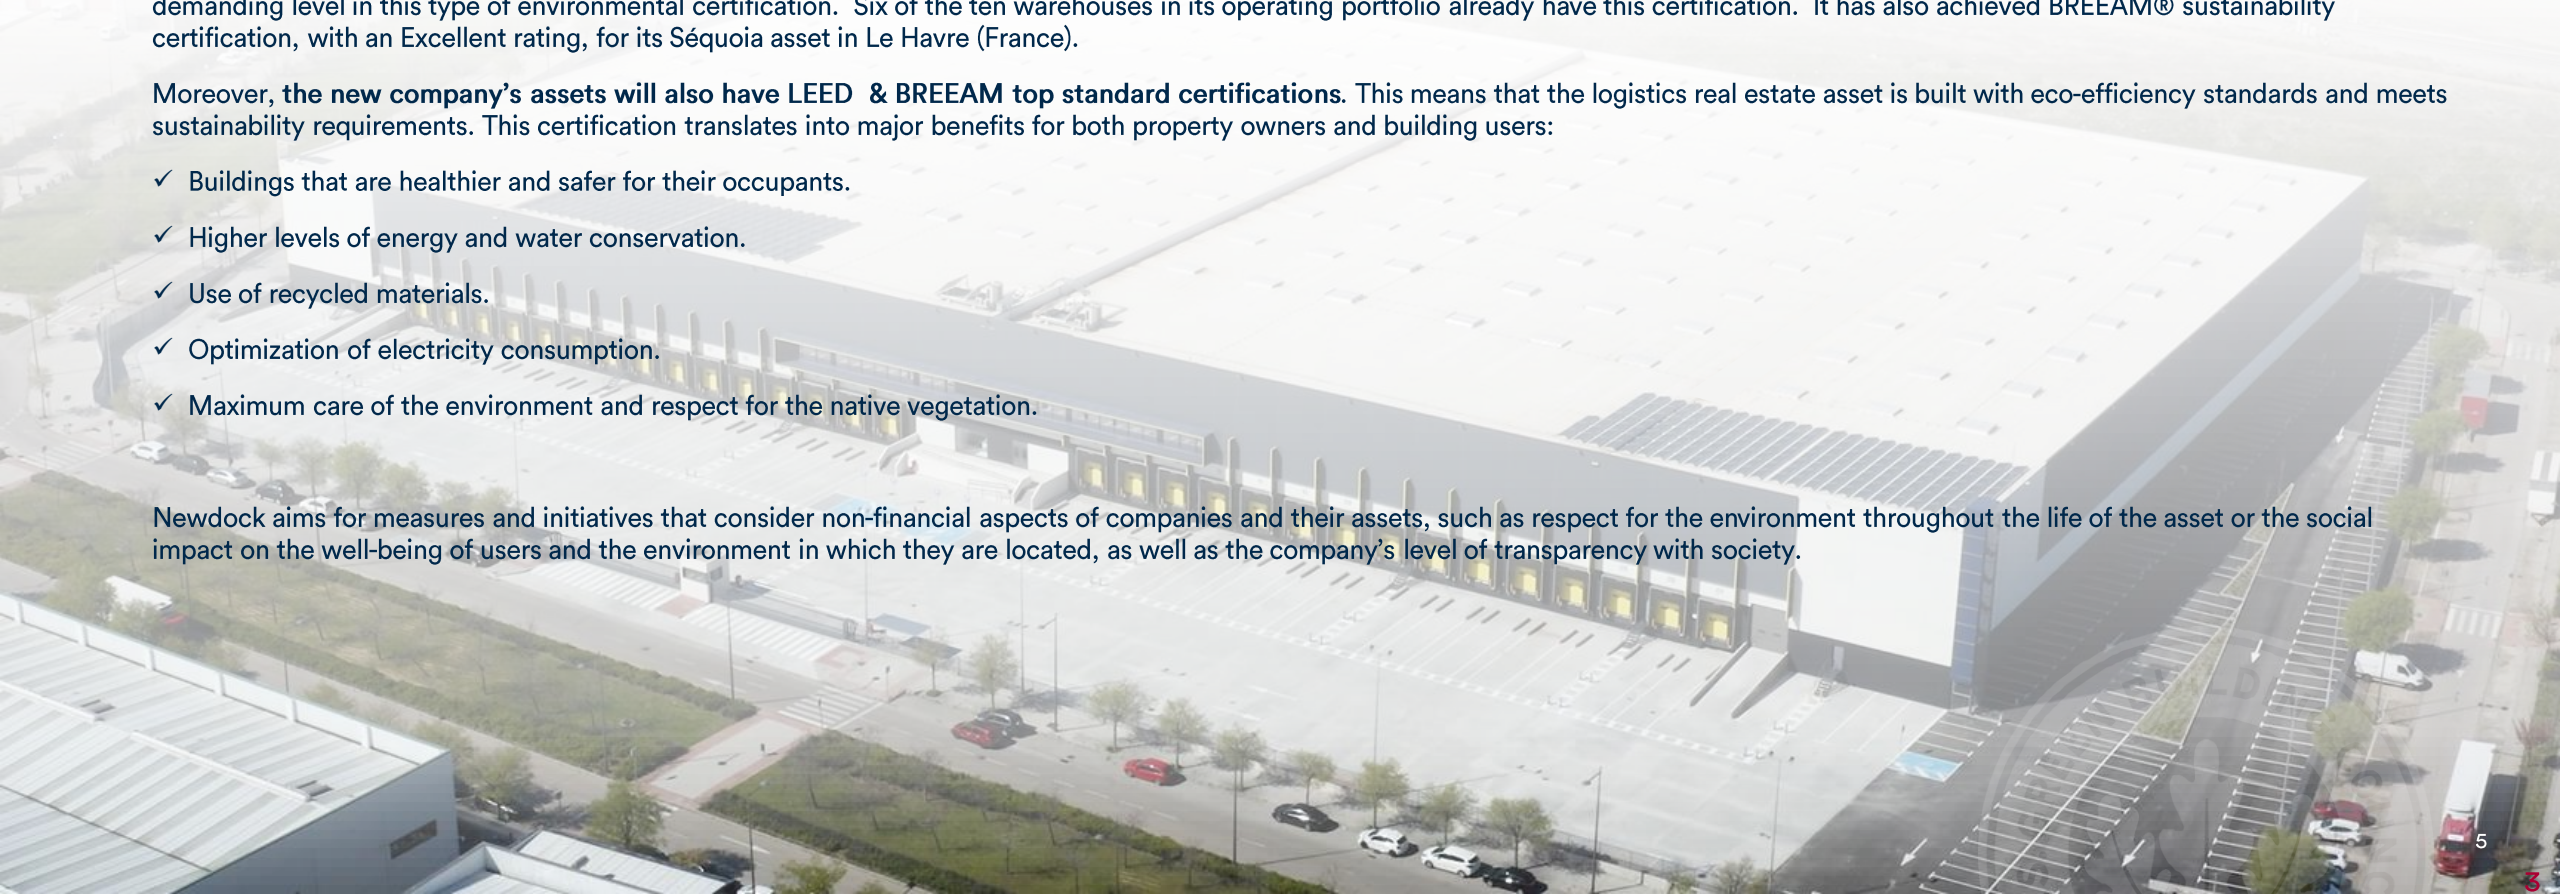 demanding level in this type of environmental certification.  Six of the ten warehouses in its operating portfolio already have this certification.  It has also achieved BREEAM® sustainability
certification, with an Excellent rating, for its Séquoia asset in Le Havre (France).
Moreover, the new company’s assets will also have LEED  & BREEAM top standard certifications. This means that the logistics real estate asset is built with eco-efficiency standards and meets
sustainability requirements. This certification translates into major benefits for both property owners and building users:
✓ Buildings that are healthier and safer for their occupants.
✓ Higher levels of energy and water conservation.
✓ Use of recycled materials.
✓ Optimization of electricity consumption.
✓ Maximum care of the environment and respect for the native vegetation.
Newdock aims for measures and initiatives that consider non-financial aspects of companies and their assets, such as respect for the environment throughout the life of the asset or the social
impact on the well-being of users and the environment in which they are located, as well as the company’s level of transparency with society.
5
3